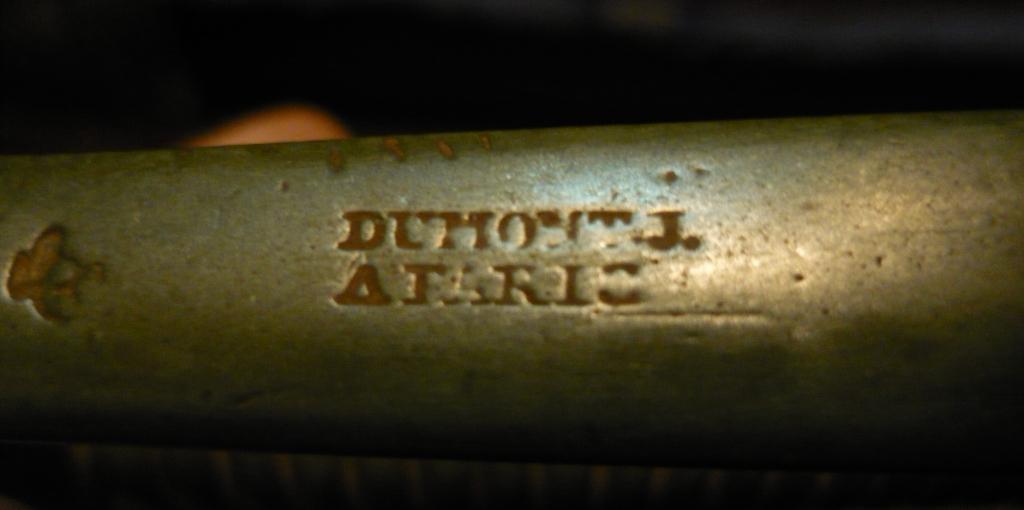 DUMONT J.
A PARIS